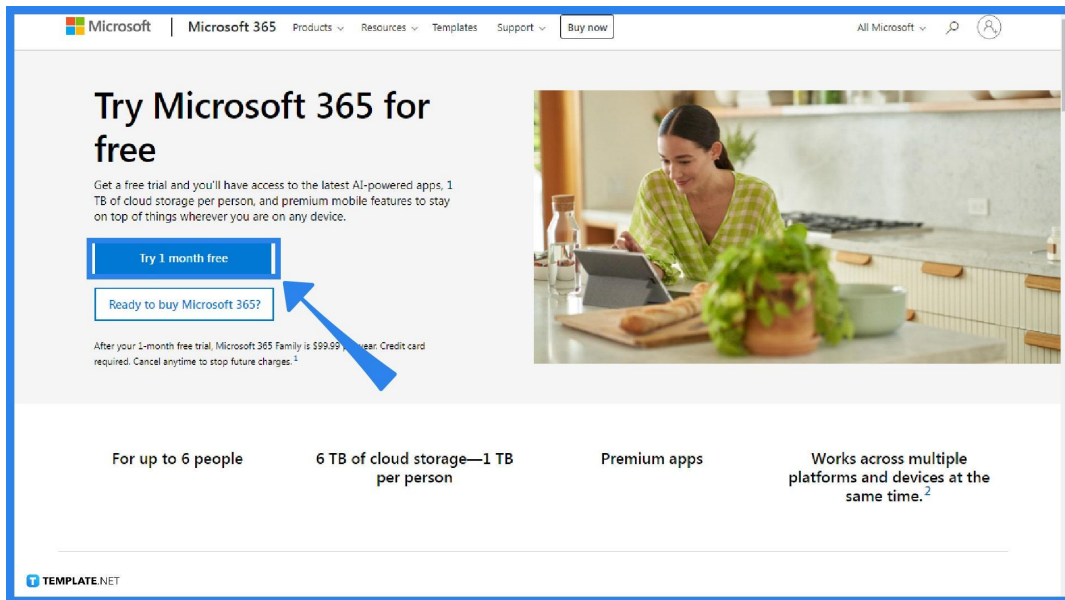 Microsoft | Microsoft 365 Products Resources Templates Support Buy now All Microsoft
Try Microsoft 365 for
free
Get a free trial and you'll have access to the latest AI-powered apps, 1
TB of cloud storage per person, and premium mobile features to stay
on top of things wherever you are on any device.
Try 1 month free
Ready to buy Microsoft 365?
After your 1-month free trial, Microsoft 365 Family is $99.99 year. Credit card
required. Cancel anytime to stop future charges.1
For up to 6 people
6 TB of cloud storage—1 TB
per person
Premium apps
Works across multiple
platforms and devices at the
same time.2
T TEMPLATE.NET